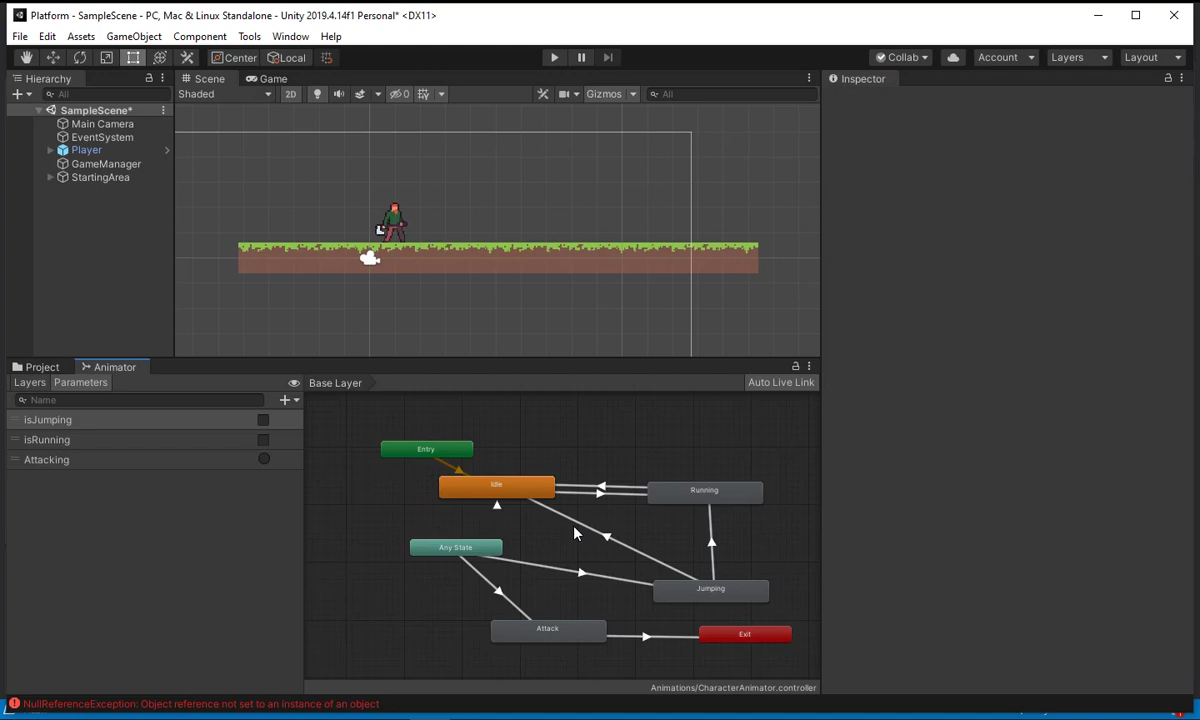 Platform - SampleScene - PC, Mac & Linux Standalone - Unity 2019.4.14f1 Personal* <DX11>
File Edit Assets GameObject Component Tools Window Help
Center Local Collab Account Layers Layout
Hierarchy
All
SampleScene*
Main Camera
EventSystem
Player
GameManager
StartingArea
Scene Game
Shaded 2D 0 Gizmos All
Inspector
Project Animator
Layers Parameters
Name
isJumping
isRunning
Attacking
Base Layer Auto Live Link
Entry
Idle
Running
Any State
Jumping
Attack
Exit
Animations/CharacterAnimator.controller
NullReferenceException: Object reference not set to an instance of an object